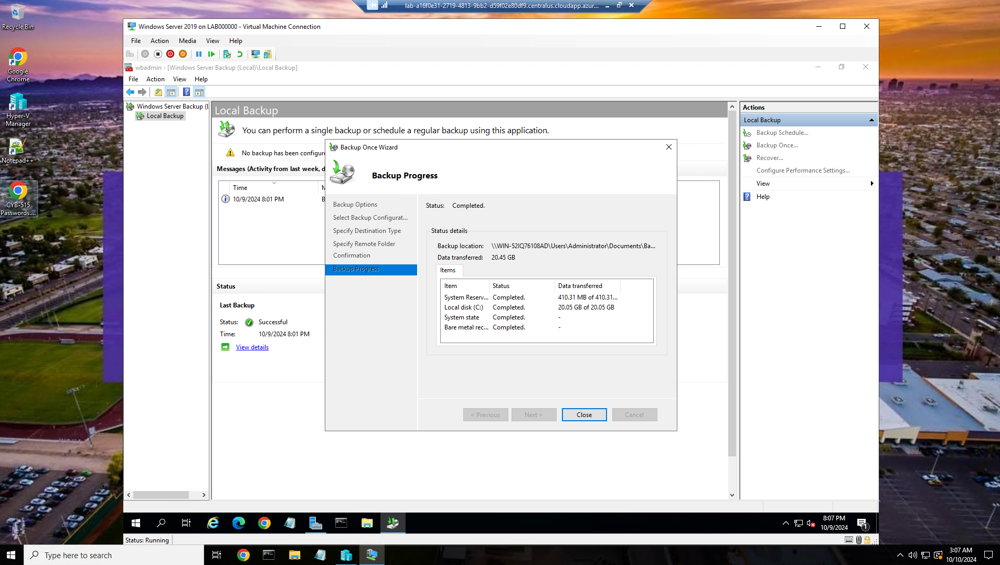 lab-a16f0e31-2719-4813-9bb2-d59f02e80df9.centralus.cloudapp.azur...
Recycle Bin
Google
Chrome
Hyper-V
Manager
Notepad++
CYB-515
Passwords....
Windows Server 2019 on LAB000000 - Virtual Machine Connection
File Action Media View Help
wbadmin - [Windows Server Backup (Local)\Local Backup]
File Action View Help
Windows Server Backup (L
Local Backup
Local Backup
You can perform a single backup or schedule a regular backup using this application.
No backup has been configure
Messages (Activity from last week, d
Time
10/9/2024 8:01 PM
Status
Last Backup
Status: Successful
Time: 10/9/2024 8:01 PM
View details
Backup Once Wizard
Backup Progress
Backup Options
Select Backup Configurat...
Specify Destination Type
Specify Remote Folder
Confirmation
Backup Progress
Status: Completed.
Status details
Backup location: \\WIN-52IQ76108AD\Users\Administrator\Documents\Ba...
Data transferred: 20.45 GB
Items
Item Status Data transferred
System Reserv... Completed. 410.31 MB of 410.31...
Local disk (C:) Completed. 20.05 GB of 20.05 GB
System state Completed. -
Bare metal rec... Completed. -
< Previous Next > Close Cancel
Actions
Local Backup
Backup Schedule...
Backup Once...
Recover...
Configure Performance Settings...
View
Help
8:07 PM
10/9/2024
1
Status: Running
Type here to search
3:07 AM
10/10/2024